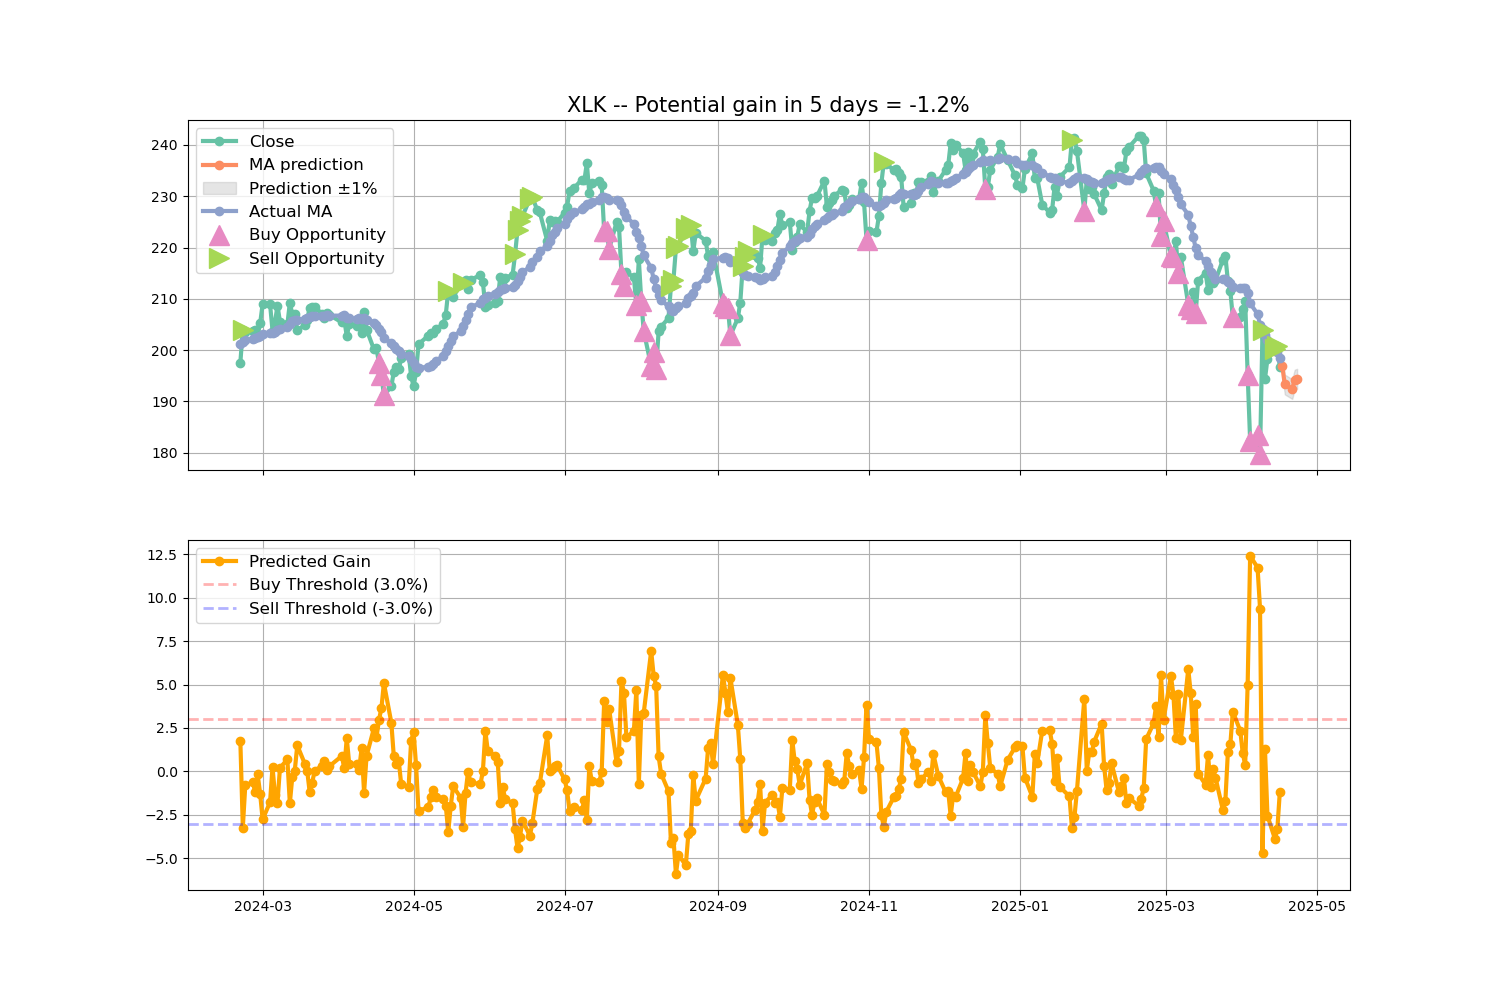 XLK -- Potential gain in 5 days = -1.2%
Close
MA prediction
Prediction ±1%
Actual MA
Buy Opportunity
Sell Opportunity
240
230
220
210
200
190
180
Predicted Gain
Buy Threshold (3.0%)
Sell Threshold (-3.0%)
12.5
10.0
7.5
5.0
2.5
0.0
−2.5
−5.0
2024-03
2024-05
2024-07
2024-09
2024-11
2025-01
2025-03
2025-05